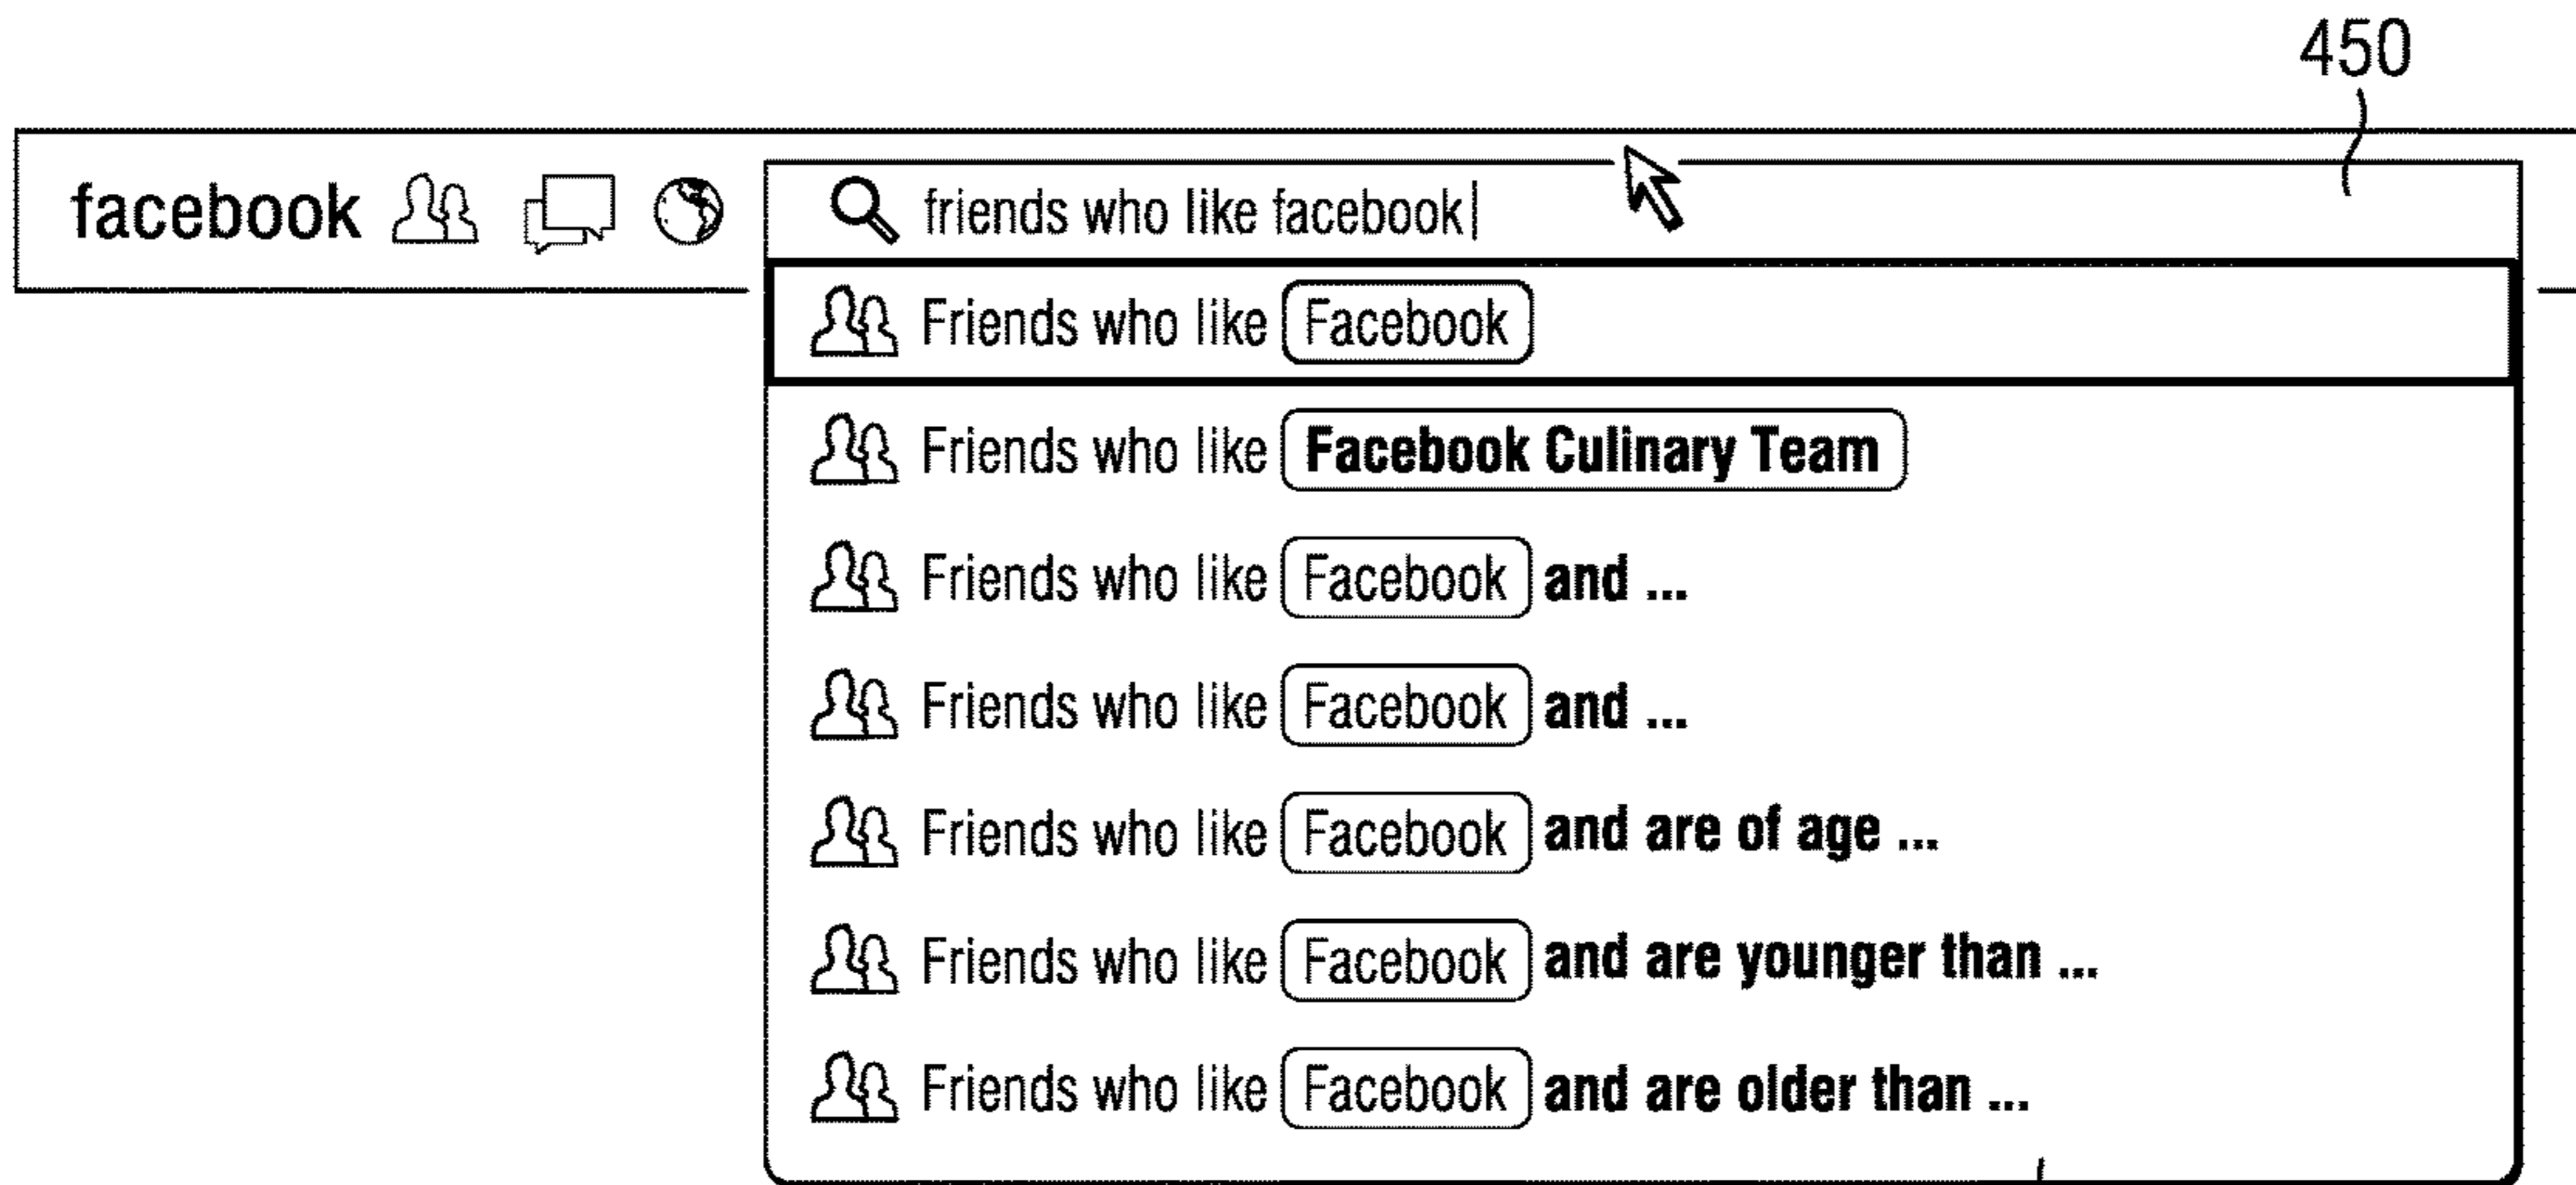 450
facebook friends who like facebook
Friends who like Facebook
Friends who like Facebook Culinary Team
Friends who like Facebook and ...
Friends who like Facebook and ...
Friends who like Facebook and are of age ...
Friends who like Facebook and are younger than ...
Friends who like Facebook and are older than ...